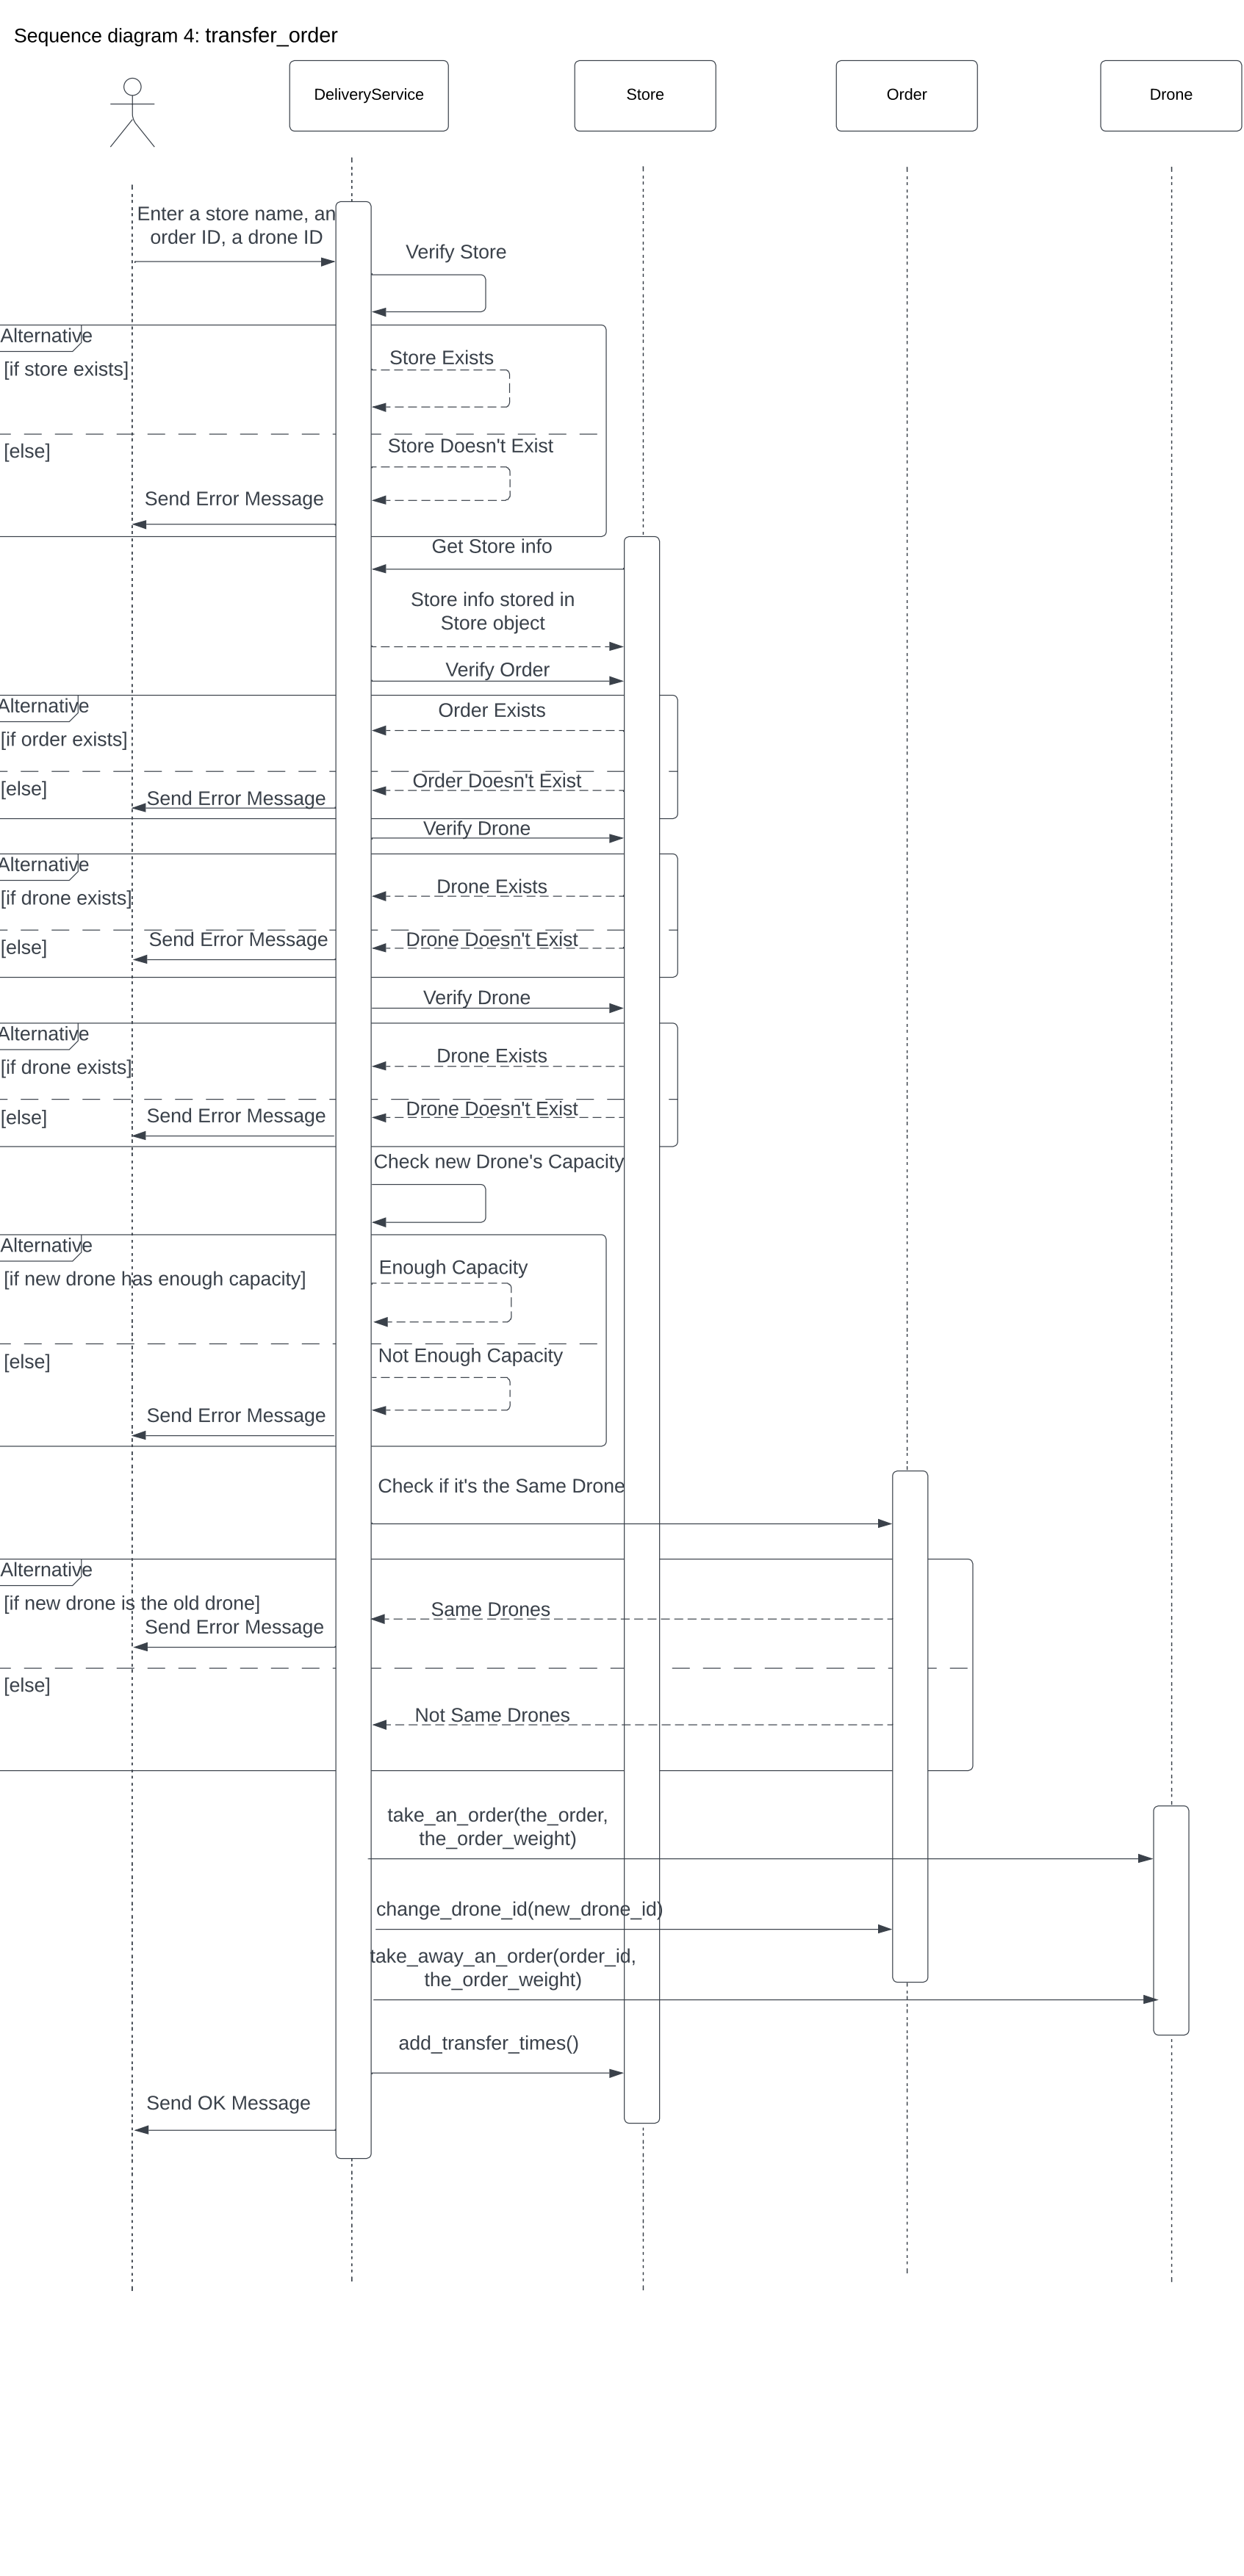 Sequence diagram 4: transfer_order
DeliveryService
Store
Order
Drone
Enter a store name, an
order ID, a drone ID
Verify Store
Alternative
[if store exists]
Store Exists
[else]
Store Doesn't Exist
Send Error Message
Get Store info
Store info stored in
Store object
Verify Order
Alternative
Order Exists
[if order exists]
[else]
Order Doesn't Exist
Send Error Message
Verify Drone
Alternative
Drone Exists
[if drone exists]
Send Error Message
Drone Doesn't Exist
[else]
Verify Drone
Alternative
Drone Exists
[if drone exists]
Drone Doesn't Exist
[else]
Send Error Message
Check new Drone's Capacity
Alternative
Enough Capacity
[if new drone has enough capacity]
[else]
Not Enough Capacity
Send Error Message
Check if it's the Same Drone
Alternative
[if new drone is the old drone]
Same Drones
Send Error Message
[else]
Not Same Drones
take_an_order(the_order,
the_order_weight)
change_drone_id(new_drone_id)
take_away_an_order(order_id,
the_order_weight)
add_transfer_times()
Send OK Message